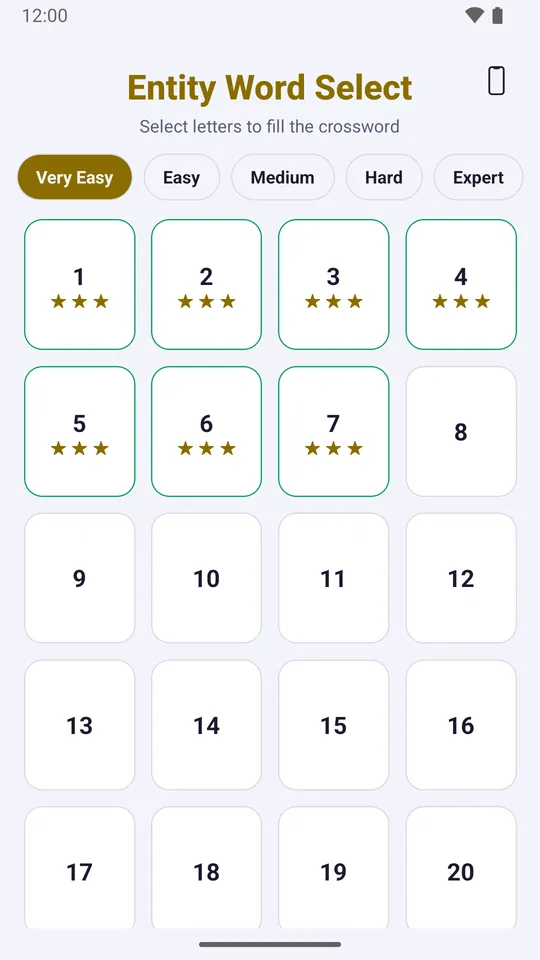 12:00
Entity Word Select
Select letters to fill the crossword
Very Easy Easy Medium Hard Expert
1 2 3 4
5 6 7 8
9 10 11 12
13 14 15 16
17 18 19 20